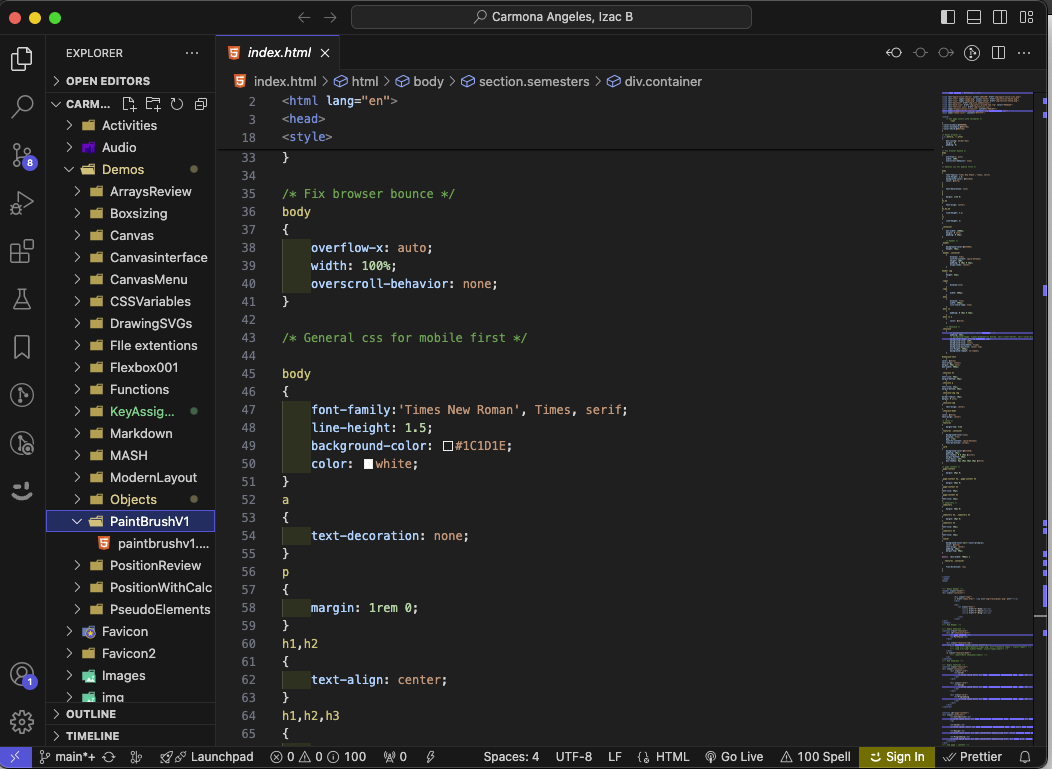 Carmona Angeles, Izac B
EXPLORER
index.html
OPEN EDITORS
CARM...
Activities
Audio
Demos
ArraysReview
Boxsizing
Canvas
Canvasinterface
CanvasMenu
CSSVariables
DrawingSVGs
FIle extentions
Flexbox001
Functions
KeyAssig...
Markdown
MASH
ModernLayout
Objects
PaintBrushV1
paintbrushv1....
PositionReview
PositionWithCalc
PseudoElements
Favicon
Favicon2
Images
img
OUTLINE
TIMELINE
8
1
index.html > html > body > section.semesters > div.container
2 <html lang="en">
3 <head>
18 <style>
33 }
34
35 /* Fix browser bounce */
36 body
37 {
38 overflow-x: auto;
39 width: 100%;
40 overscroll-behavior: none;
41 }
42
43 /* General css for mobile first */
44
45 body
46 {
47 font-family:'Times New Roman', Times, serif;
48 line-height: 1.5;
49 background-color: #1C1D1E;
50 color: white;
51 }
52 a
53 {
54 text-decoration: none;
55 }
56 p
57 {
58 margin: 1rem 0;
59 }
60 h1,h2
61 {
62 text-align: center;
63 }
64 h1,h2,h3
65 {
main*+ Launchpad 0 0 100 0 Spaces: 4 UTF-8 LF HTML Go Live 100 Spell Sign In Prettier